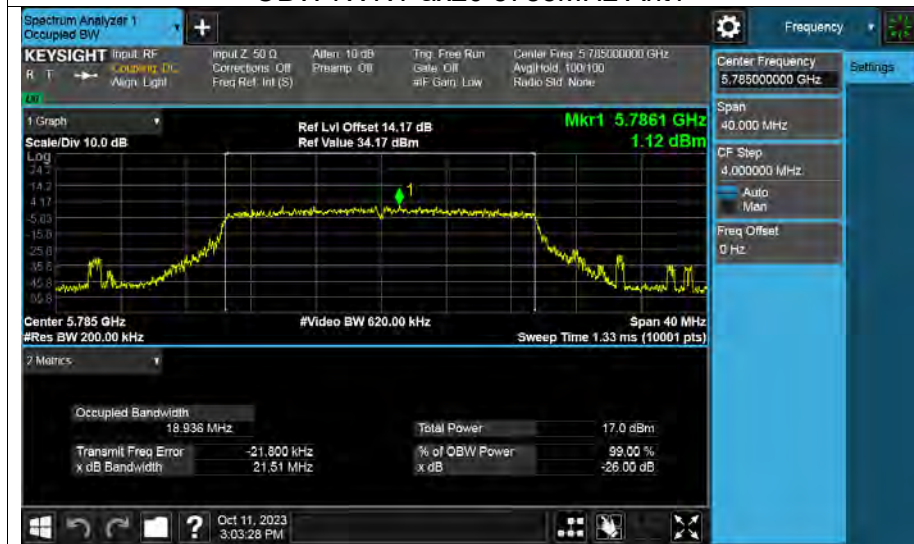 Spectrum Analyzer 1
Occupied BW
+
Frequency
KEYSIGHT Input: RF
R T
Coupling: DC
Align: Light
Input Z: 50 Ω
Corrections: Off
Freq Ref: Int (S)
Atten: 10 dB
Preamp: Off
Trig: Free Run
Gate: Off
#IF Gain: Low
Center Freq: 5.785000000 GHz
Avg|Hold: 100/100
Radio Std: None
Center Frequency
5.785000000 GHz
Settings
Span
40.000 MHz
CF Step
4.000000 MHz
Auto
Man
Freq Offset
0 Hz
1 Graph
Scale/Div 10.0 dB
Ref Lvl Offset 14.17 dB
Ref Value 34.17 dBm
Mkr1 5.7861 GHz
1.12 dBm
Log
24.2
14.2
4.17
-5.83
-15.8
-25.8
-35.8
-45.8
-55.8
1
Center 5.785 GHz
#Res BW 200.00 kHz
#Video BW 620.00 kHz
Span 40 MHz
Sweep Time 1.33 ms (10001 pts)
2 Metrics
Occupied Bandwidth
18.936 MHz
Total Power 17.0 dBm
Transmit Freq Error -21.800 kHz
% of OBW Power 99.00 %
x dB Bandwidth 21.51 MHz
x dB -26.00 dB
?
Oct 11, 2023
3:03:28 PM